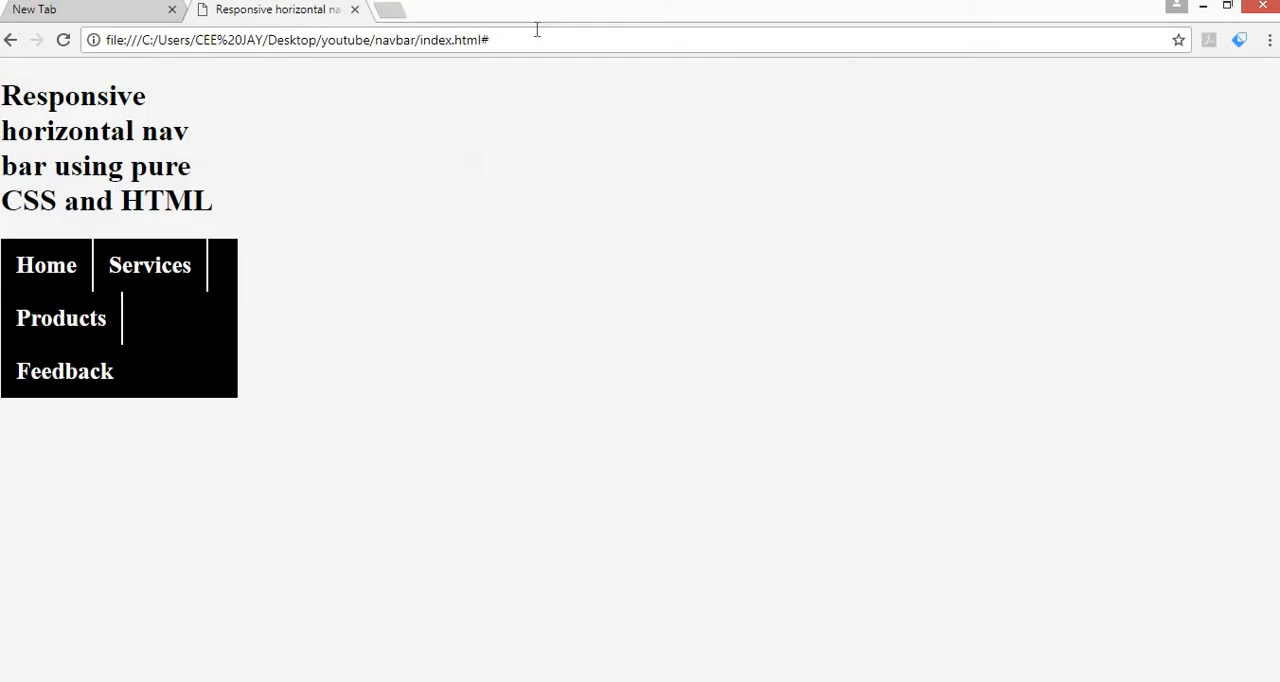 New Tab
Responsive horizontal na
file:///C:/Users/CEE%20JAY/Desktop/youtube/navbar/index.html#
Responsive
horizontal nav
bar using pure
CSS and HTML
Home Services
Products
Feedback